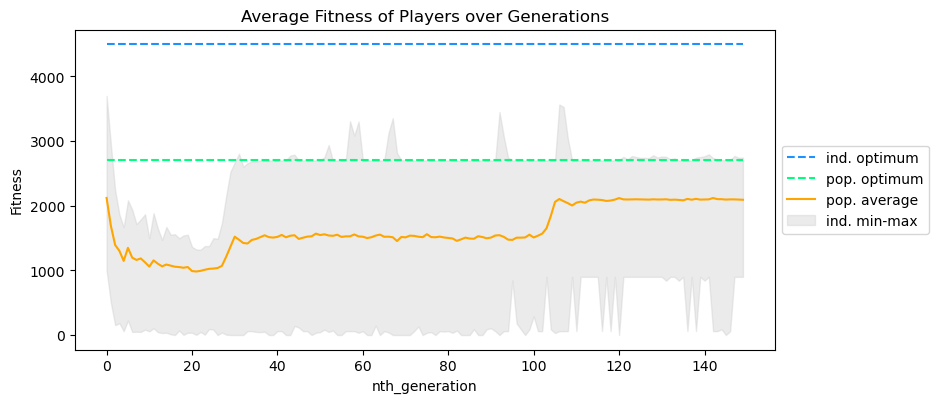 Average Fitness of Players over Generations
Fitness
4000
3000
2000
1000
0
0 20 40 60 80 100 120 140
nth_generation
ind. optimum
pop. optimum
pop. average
ind. min-max